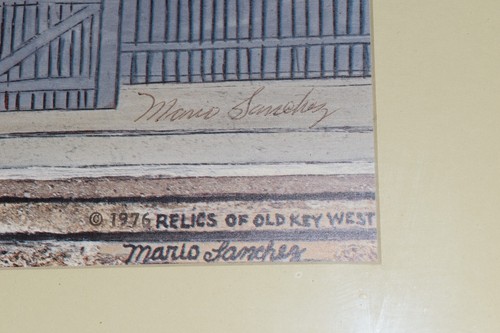 Mario Sanchez
© 1976 RELICS OF OLD KEY WEST
Mario Sanchez